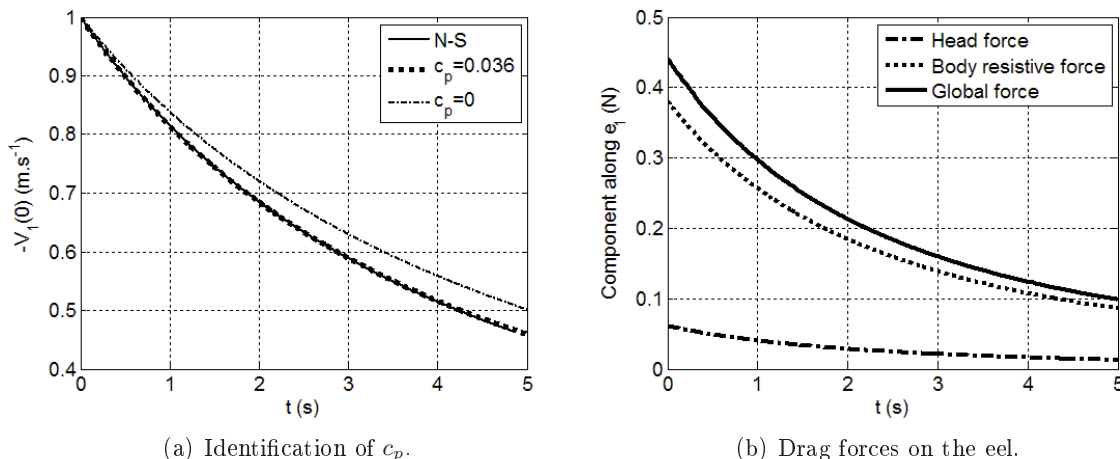 1
0.9
0.8
0.7
0.6
0.5
0.4
0 1 2 3 4 5
-V₁(0) (m.s⁻¹)
t (s)
N-S
cₚ=0.036
cₚ=0
(a) Identification of cₚ.
0.5
0.4
0.3
0.2
0.1
0
0 1 2 3 4 5
Component along e₁ (N)
t (s)
Head force
Body resistive force
Global force
(b) Drag forces on the eel.